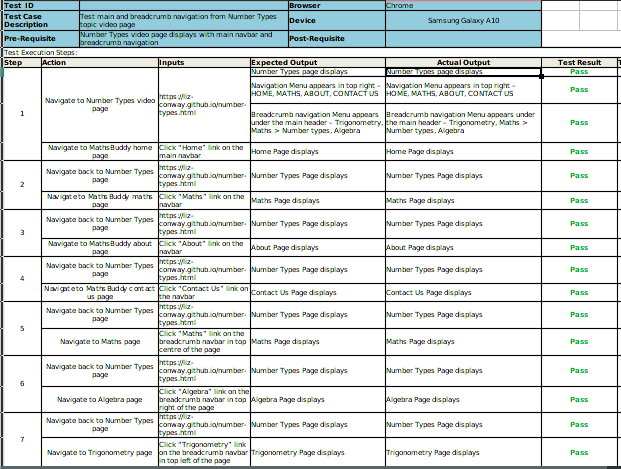 Test ID
Browser
Chrome
Test Case
Description
Test main and breadcrumb navigation from Number Types
topic video page
Device
Samsung Galaxy A10
Pre-Requisite
Number Types video page displays with main navbar and
breadcrumb navigation
Post-Requisite
Test Execution Steps:
Step
Action
Inputs
Expected Output
Actual Output
Test Result
T
1
Navigate to Number Types video
page
https://liz-
conway.github.io/number-
types.html
Number Types page displays
Number Types page displays
Pass
Navigation Menu appears in top right –
HOME, MATHS, ABOUT, CONTACT US
Navigation Menu appears in top right –
HOME, MATHS, ABOUT, CONTACT US
Pass
Breadcrumb navigation Menu appears
under the main header – Trigonometry,
Maths > Number types, Algebra
Breadcrumb navigation Menu appears under
the main header – Trigonometry, Maths >
Number types, Algebra
Pass
Navigate to MathsBuddy home
page
Click "Home" link on the
main navbar
Home Page displays
Home Page displays
Pass
2
Navigate back to Number Types
page
https://liz-
conway.github.io/number-
types.html
Number Types Page displays
Number Types Page displays
Pass
Navigate to MathsBuddy maths
page
Click "Maths" link on the
navbar
Maths Page displays
Maths Page displays
Pass
3
Navigate back to Number Types
page
https://liz-
conway.github.io/number-
types.html
Number Types Page displays
Number Types Page displays
Pass
Navigate to MathsBuddy about
page
Click "About" link on the
navbar
About Page displays
About Page displays
Pass
4
Navigate back to Number Types
page
https://liz-
conway.github.io/number-
types.html
Number Types Page displays
Number Types Page displays
Pass
Navigate to Maths Buddy contact
us page
Click "Contact Us" link on
the navbar
Contact Us Page displays
Contact Us Page displays
Pass
5
Navigate back to Number Types
page
https://liz-
conway.github.io/number-
types.html
Number Types Page displays
Number Types Page displays
Pass
Navigate to Maths page
Click "Maths" link on the
breadcrumb navbar in top
centre of the page
Maths Page displays
Maths Page displays
Pass
6
Navigate back to Number Types
page
https://liz-
conway.github.io/number-
types.html
Number Types Page displays
Number Types Page displays
Pass
Navigate to Algebra page
Click "Algebra" link on the
breadcrumb navbar in top
right of the page
Algebra Page displays
Algebra Page displays
Pass
7
Navigate back to Number Types
page
https://liz-
conway.github.io/number-
types.html
Number Types Page displays
Number Types Page displays
Pass
Navigate to Trigonometry page
Click "Trigonometry" link
on the breadcrumb navbar
in top left of the page
Trigonometry Page displays
Trigonometry Page displays
Pass